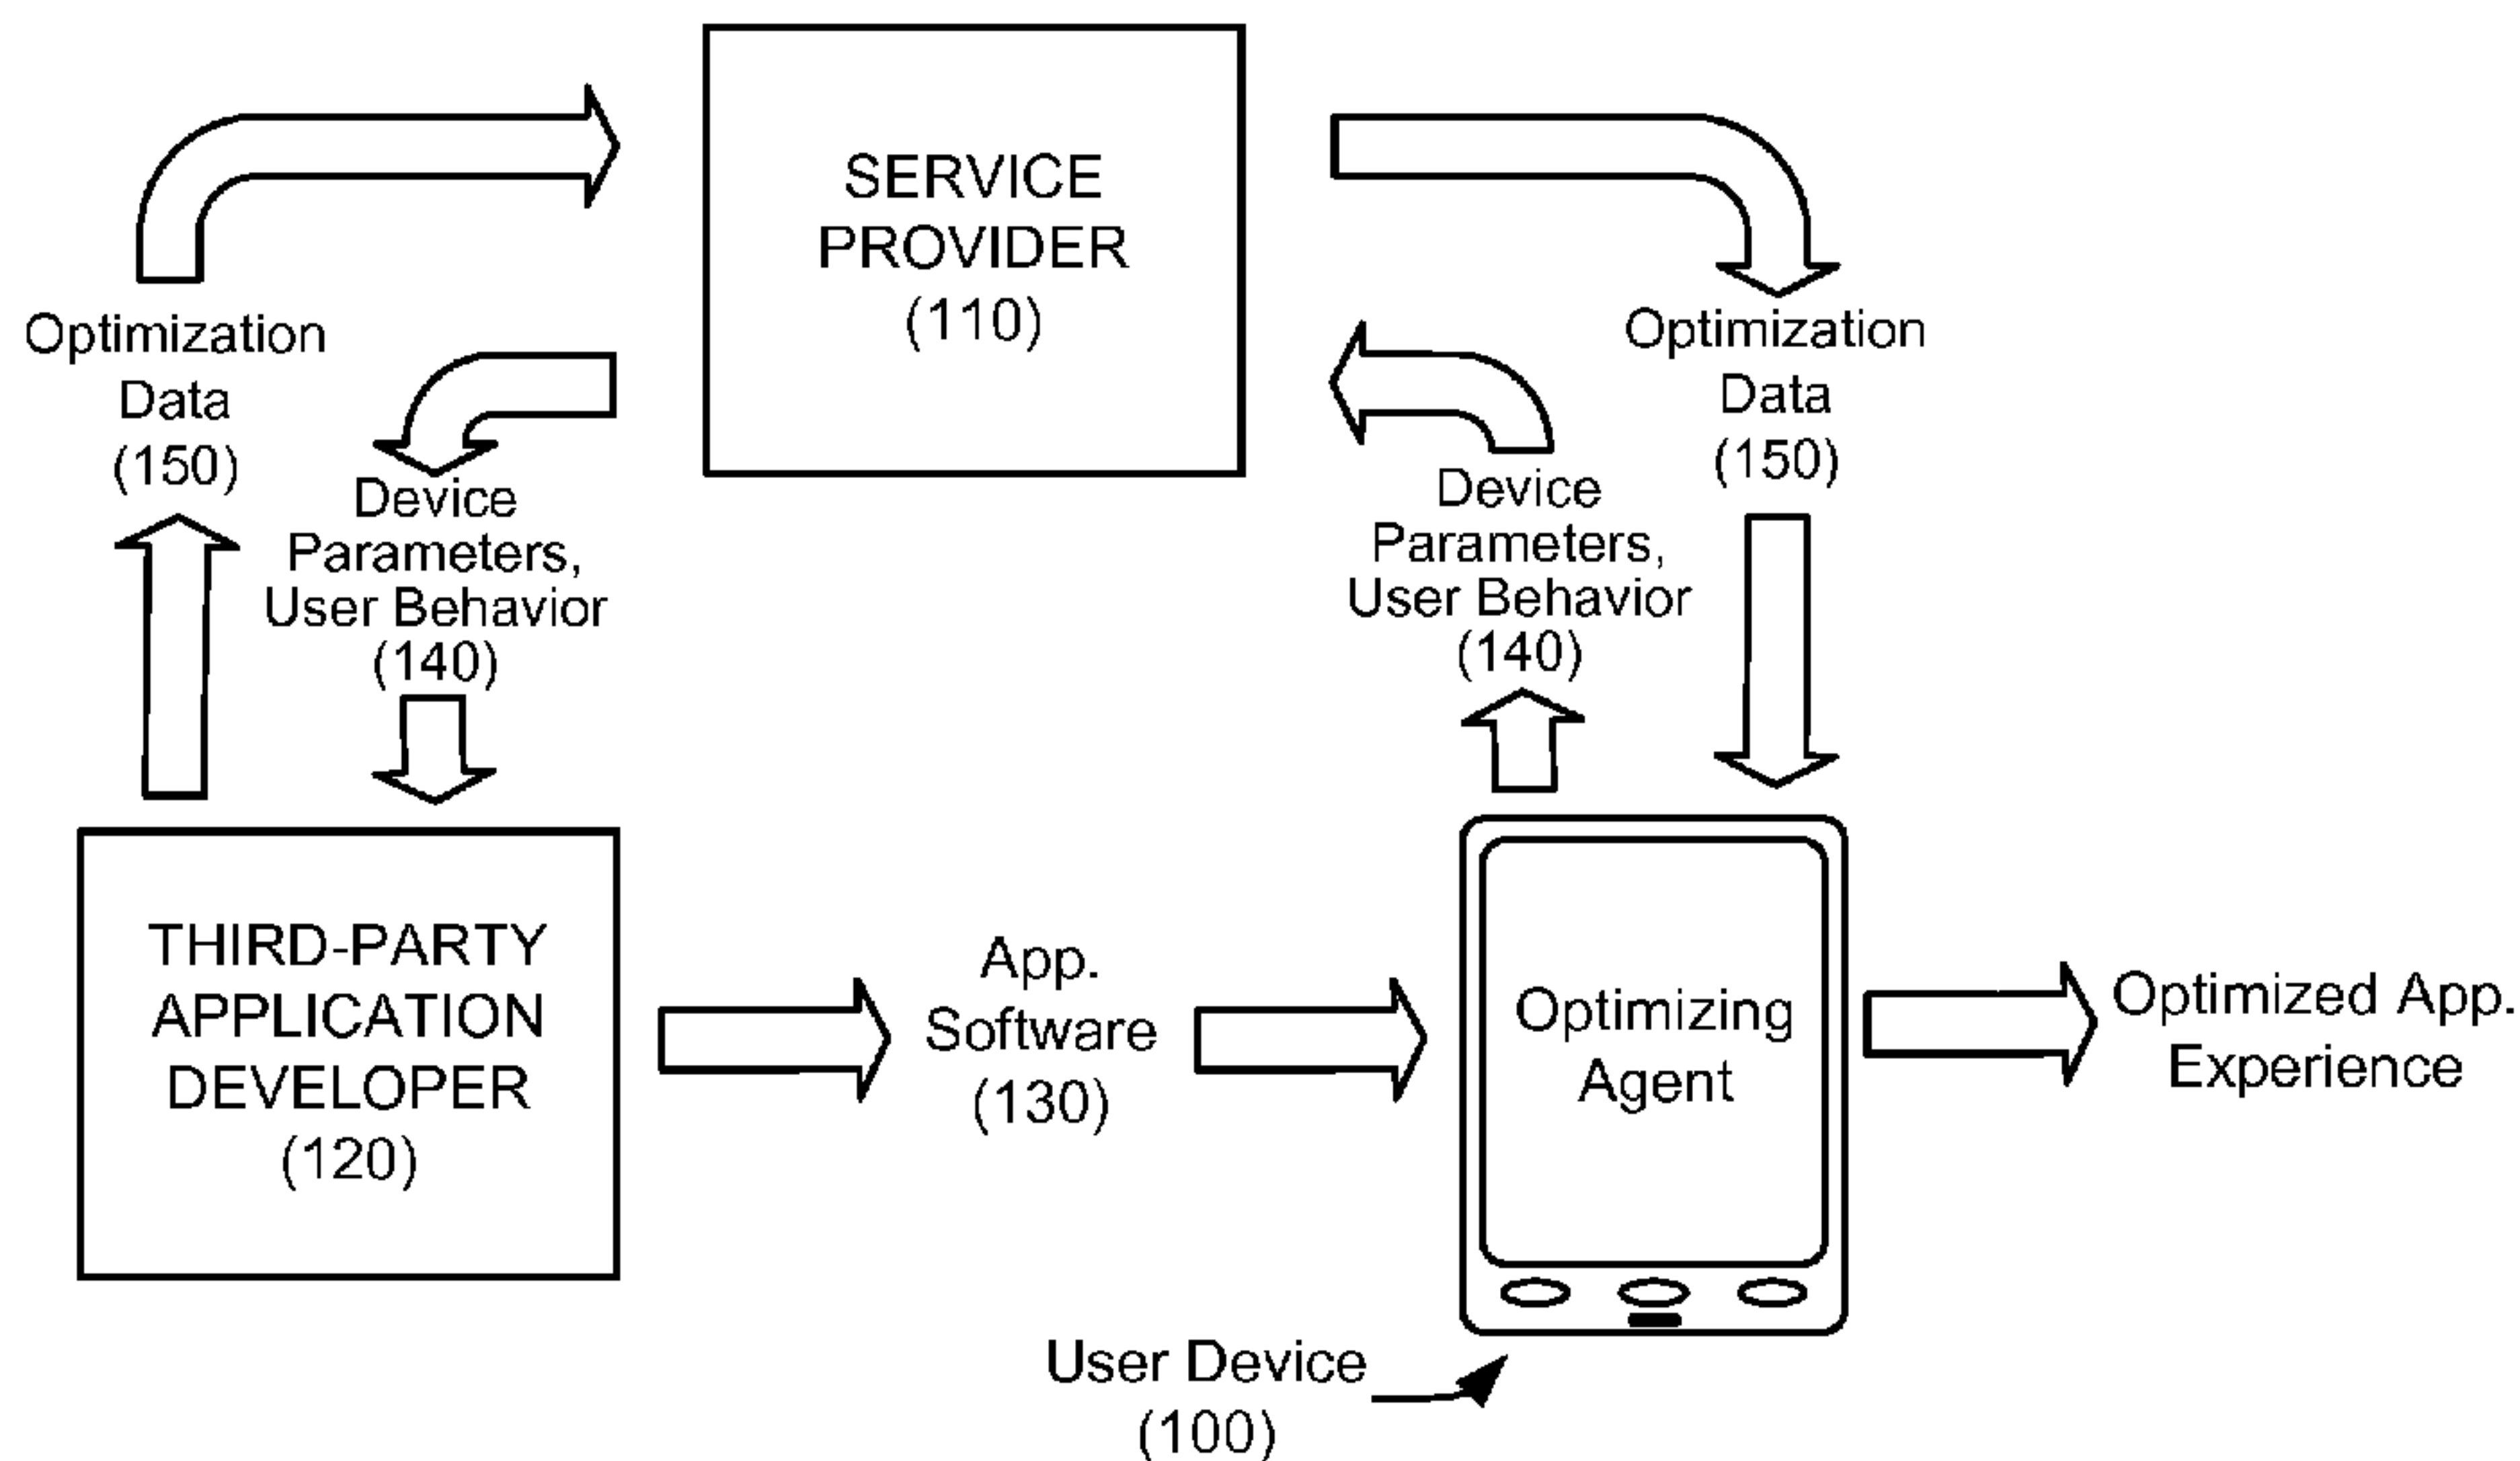 SERVICE
PROVIDER
(110)
Optimization
Data
(150)
Device
Parameters,
User Behavior
(140)
Device
Parameters,
User Behavior
(140)
Optimization
Data
(150)
THIRD-PARTY
APPLICATION
DEVELOPER
(120)
App.
Software
(130)
Optimizing
Agent
Optimized App.
Experience
User Device
(100)